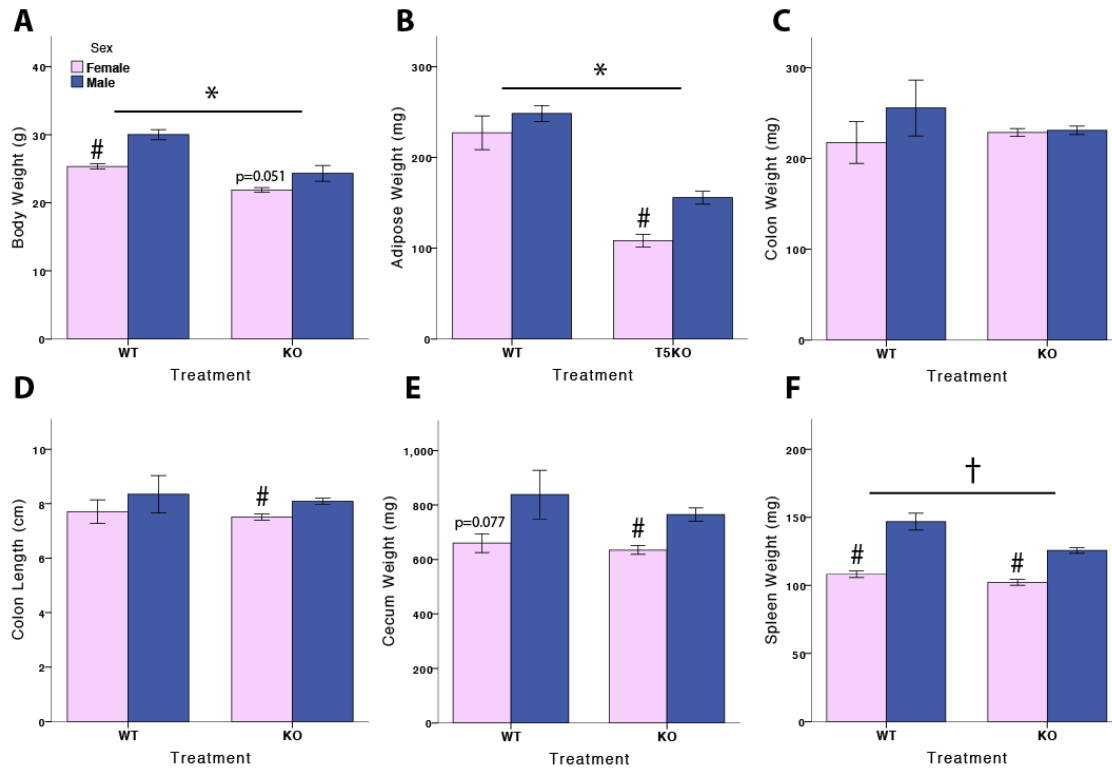 A
Sex
Female
Male
Body Weight (g)
40
30
20
10
0
*
#
p=0.051
WT
KO
Treatment
B
Adipose Weight (mg)
300
200
100
0
*
#
WT
T5KO
Treatment
C
Colon Weight (mg)
300
200
100
0
WT
KO
Treatment
D
Colon Length (cm)
10
8
6
4
2
0
#
WT
KO
Treatment
E
Cecum Weight (mg)
1,000
800
600
400
200
0
p=0.077
#
WT
KO
Treatment
F
Spleen Weight (mg)
200
150
100
50
0
†
#
#
WT
KO
Treatment